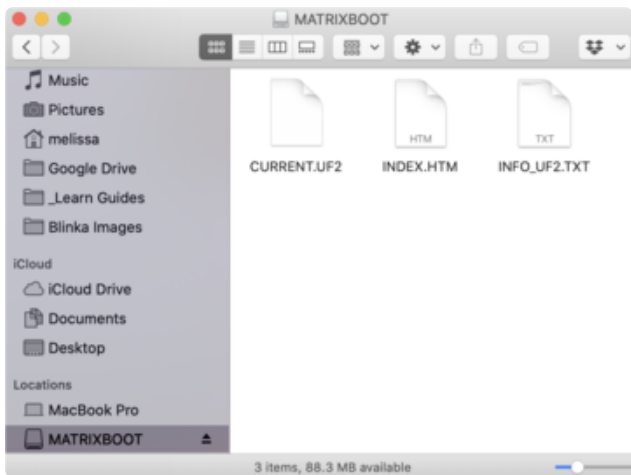 MATRIXBOOT
Music
Pictures
melissa
Google Drive
_Learn Guides
Blinka Images
iCloud
iCloud Drive
Documents
Desktop
Locations
MacBook Pro
MATRIXBOOT
HTM
TXT
CURRENT.UF2 INDEX.HTM INFO_UF2.TXT
3 items, 88.3 MB available